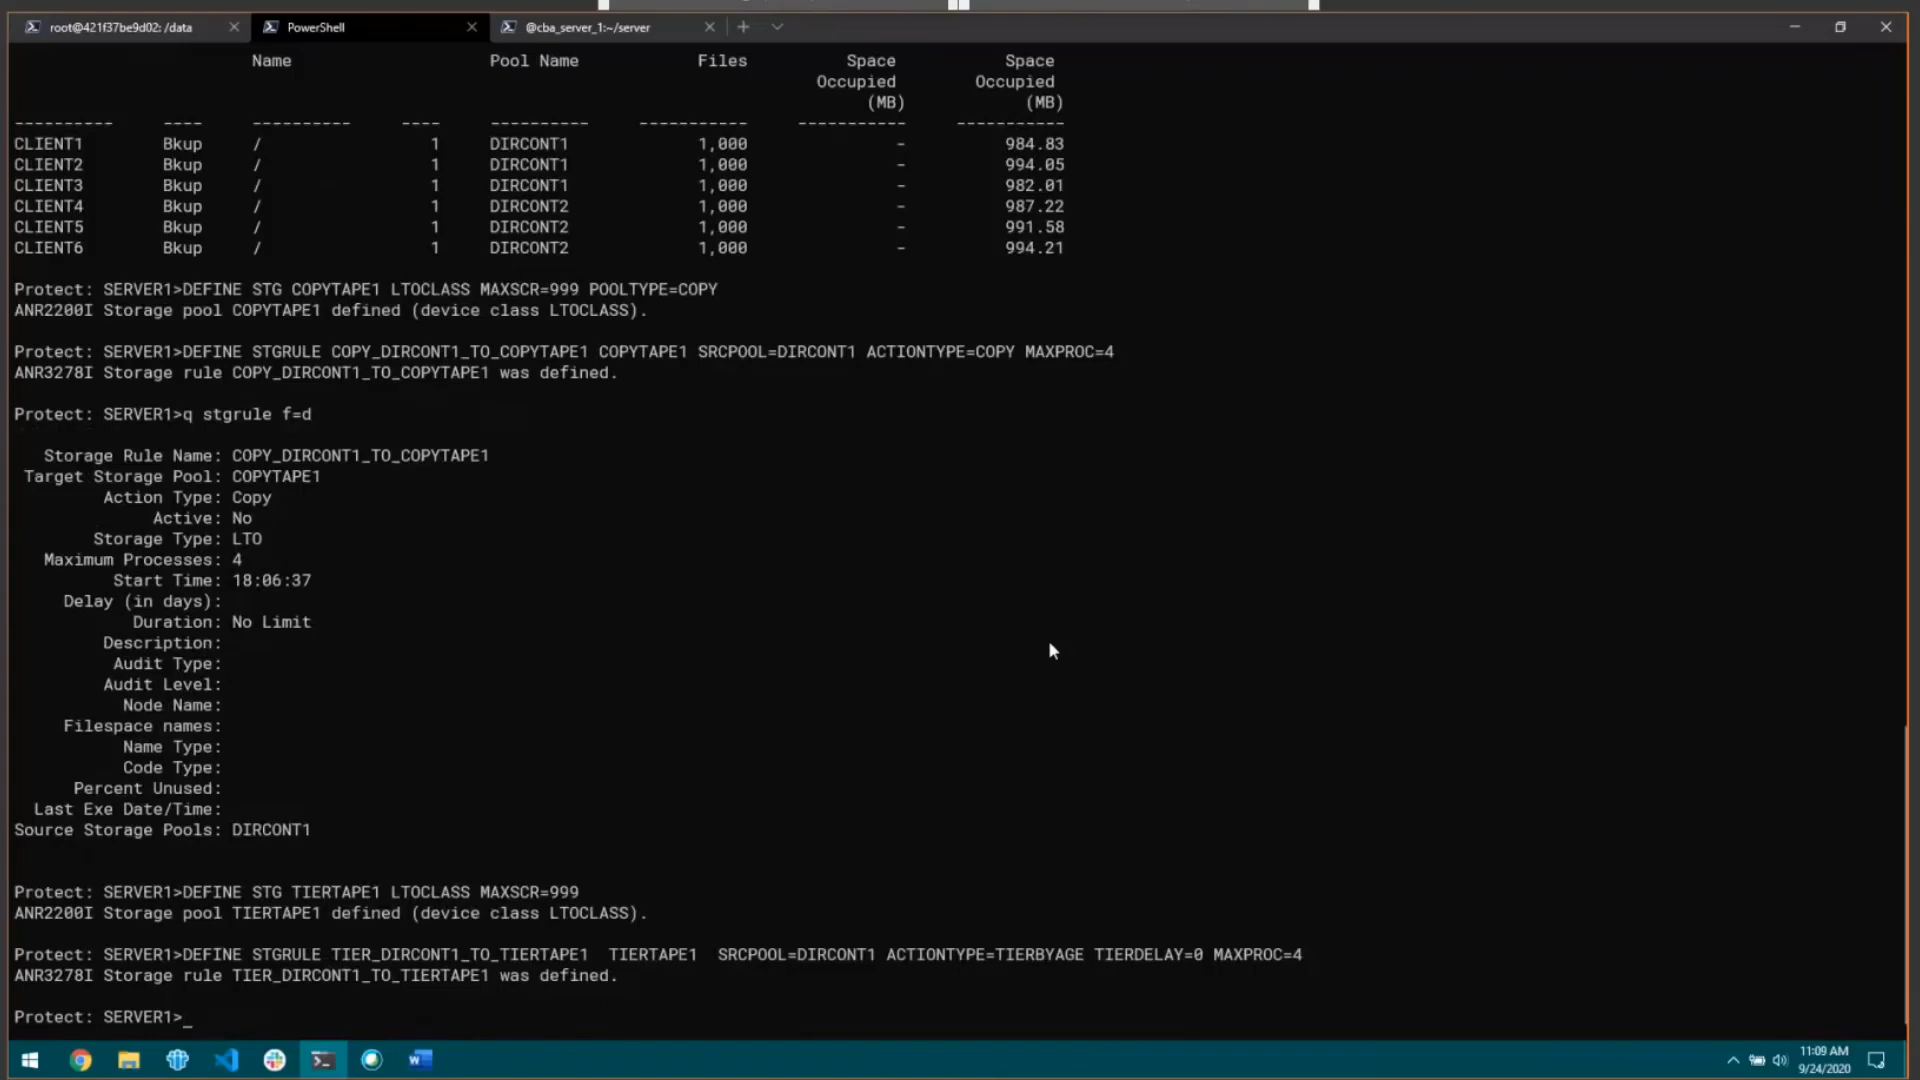 root@421f37be9d02: /data PowerShell @cba_server_1:~/server
Name Pool Name Files Space Space
Occupied Occupied
(MB) (MB)
---------- ---- ---------- ---- ---------- ----------- ----------- -----------
CLIENT1 Bkup / 1 DIRCONT1 1,000 - 984.83
CLIENT2 Bkup / 1 DIRCONT1 1,000 - 994.05
CLIENT3 Bkup / 1 DIRCONT1 1,000 - 982.01
CLIENT4 Bkup / 1 DIRCONT2 1,000 - 987.22
CLIENT5 Bkup / 1 DIRCONT2 1,000 - 991.58
CLIENT6 Bkup / 1 DIRCONT2 1,000 - 994.21
Protect: SERVER1>DEFINE STG COPYTAPE1 LTOCLASS MAXSCR=999 POOLTYPE=COPY
ANR2200I Storage pool COPYTAPE1 defined (device class LTOCLASS).
Protect: SERVER1>DEFINE STGRULE COPY_DIRCONT1_TO_COPYTAPE1 COPYTAPE1 SRCPOOL=DIRCONT1 ACTIONTYPE=COPY MAXPROC=4
ANR3278I Storage rule COPY_DIRCONT1_TO_COPYTAPE1 was defined.
Protect: SERVER1>q stgrule f=d
Storage Rule Name: COPY_DIRCONT1_TO_COPYTAPE1
Target Storage Pool: COPYTAPE1
Action Type: Copy
Active: No
Storage Type: LTO
Maximum Processes: 4
Start Time: 18:06:37
Delay (in days):
Duration: No Limit
Description:
Audit Type:
Audit Level:
Node Name:
Filespace names:
Name Type:
Code Type:
Percent Unused:
Last Exe Date/Time:
Source Storage Pools: DIRCONT1
Protect: SERVER1>DEFINE STG TIERTAPE1 LTOCLASS MAXSCR=999
ANR2200I Storage pool TIERTAPE1 defined (device class LTOCLASS).
Protect: SERVER1>DEFINE STGRULE TIER_DIRCONT1_TO_TIERTAPE1  TIERTAPE1  SRCPOOL=DIRCONT1 ACTIONTYPE=TIERBYAGE TIERDELAY=0 MAXPROC=4
ANR3278I Storage rule TIER_DIRCONT1_TO_TIERTAPE1 was defined.
Protect: SERVER1>_
11:09 AM
9/24/2020